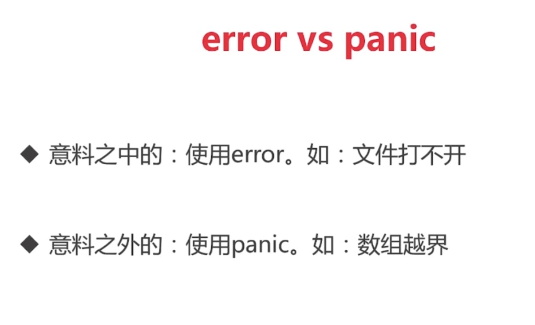 error vs panic
◆ 意料之中的：使用error。如：文件打不开
◆ 意料之外的：使用panic。如：数组越界